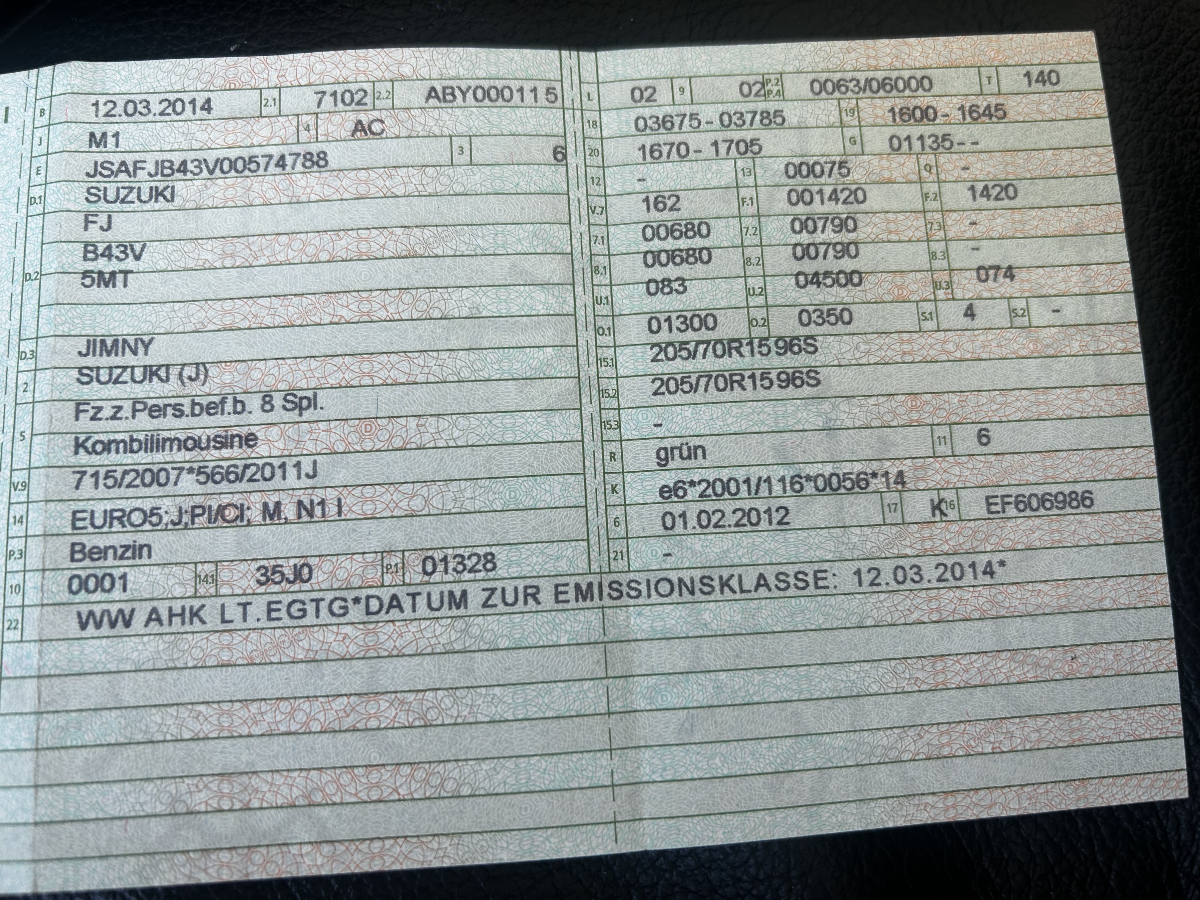 B 12.03.2014 2.1 7102 2.2 ABY000115
J M1 4 AC
E JSAFJB43V00574788 3 6
D.1 SUZUKI
FJ
D.2 B43V
5MT
D.3 JIMNY
2 SUZUKI (J)
5 Fz.z.Pers.bef.b. 8 Spl.
Kombilimousine
V.9 715/2007*566/2011J
14 EURO5;J;PI/CI; M, N1 I
P.3 Benzin
10 0001 14.1 35J0 P.1 01328
L 02 9 02 P.2 P.4 0063/06000 T 140
18 03675-03785 19 1600-1645
20 1670-1705 G 01135--
12 - 13 00075 Q -
V.7 162 F.1 001420 F.2 1420
7.1 00680 7.2 00790 7.3 -
8.1 00680 8.2 00790 8.3 -
U.1 083 U.2 04500 U.3 074
O.1 01300 O.2 0350 S.1 4 S.2 -
15.1 205/70R1596S
15.2 205/70R1596S
15.3 -
R grün 11 6
K e6*2001/116*0056*14
6 01.02.2012 17 K 16 EF606986
21 -
22 WW AHK LT.EGTG*DATUM ZUR EMISSIONSKLASSE: 12.03.2014*